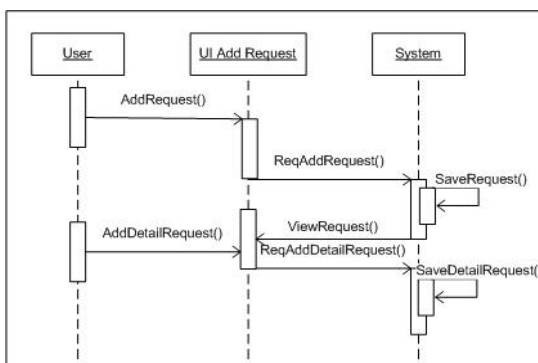 User
UI Add Request
System
AddRequest()
ReqAddRequest()
SaveRequest()
ViewRequest()
AddDetailRequest()
ReqAddDetailRequest()
SaveDetailRequest()